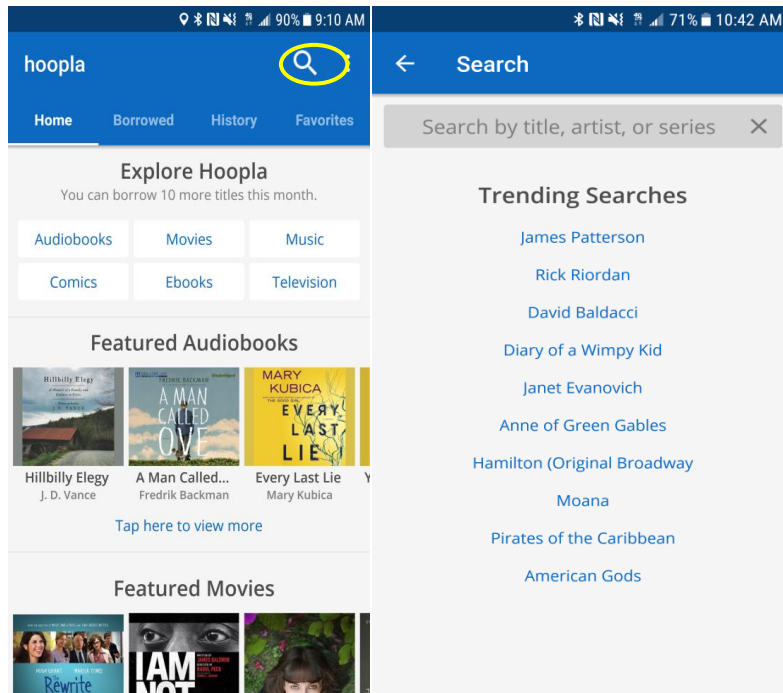 90% 9:10 AM
hoopla
Home Borrowed History Favorites
Explore Hoopla
You can borrow 10 more titles this month.
Audiobooks Movies Music
Comics Ebooks Television
Featured Audiobooks
Hillbilly Elegy
J. D. VANCE
FREDRIK BACKMAN
A MAN
CALLED
OVE
MARY
KUBICA
EVERY
LAST
LIE
Hillbilly Elegy A Man Called... Every Last Lie Y
J. D. Vance Fredrik Backman Mary Kubica
Tap here to view more
Featured Movies
The
Rewrite
I AM
NOT
71% 10:42 AM
Search
Search by title, artist, or series
Trending Searches
James Patterson
Rick Riordan
David Baldacci
Diary of a Wimpy Kid
Janet Evanovich
Anne of Green Gables
Hamilton (Original Broadway
Moana
Pirates of the Caribbean
American Gods